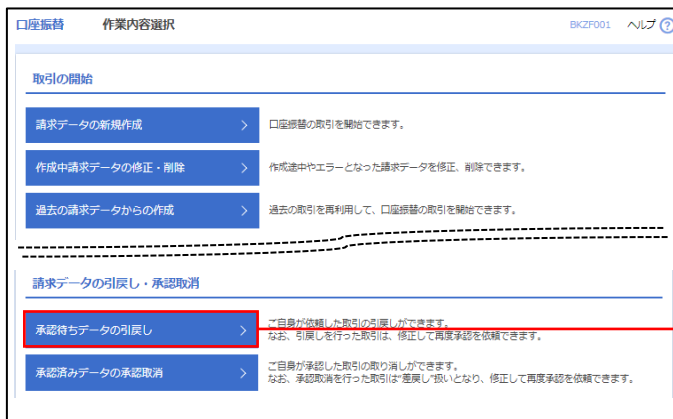 口座振替 作業内容選択 BKZF001 ヘルプ ?
取引の開始
請求データの新規作成 口座振替の取引を開始できます。
作成中請求データの修正・削除 作成途中やエラーとなった請求データを修正、削除できます。
過去の請求データからの作成 過去の取引を再利用して、口座振替の取引を開始できます。
請求データの引戻し・承認取消
承認待ちデータの引戻し ご自身が依頼した取引の引戻しができます。
なお、引戻しを行った取引は、修正して再度承認を依頼できます。
承認済みデータの承認取消 ご自身が承認した取引の取り消しができます。
なお、承認取消を行った取引は"差戻し"扱いとなり、修正して再度承認を依頼できます。